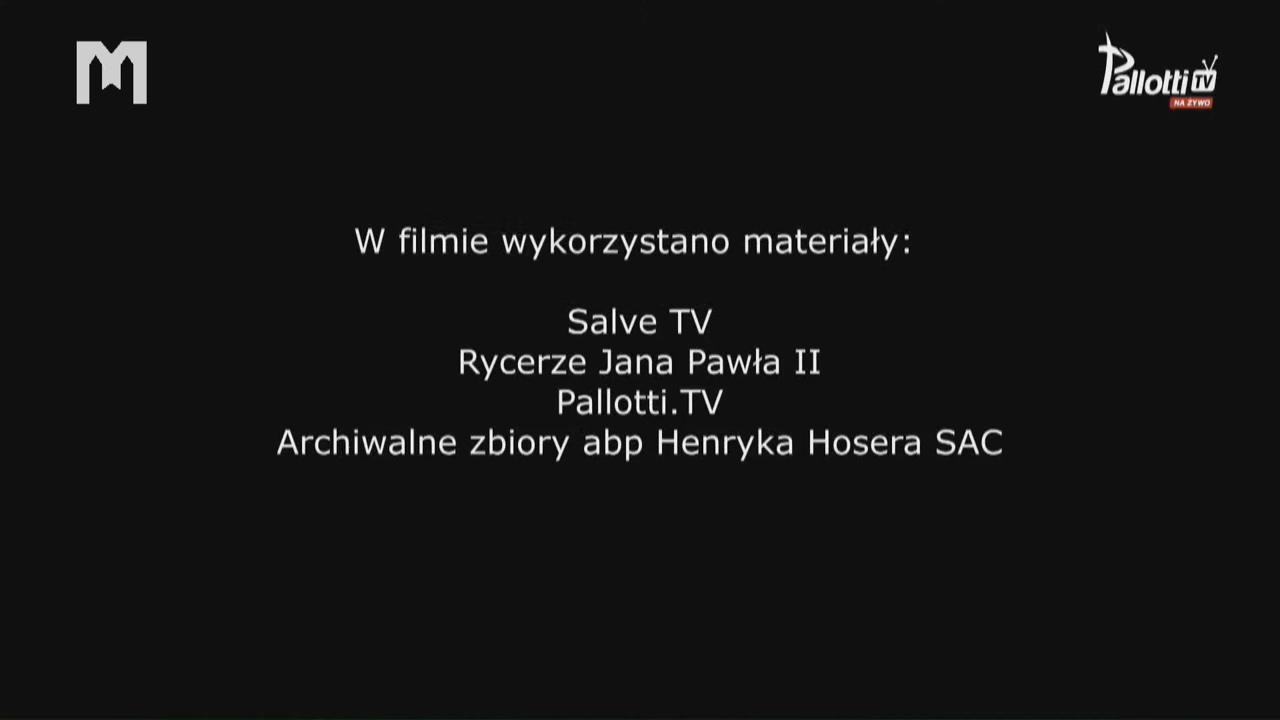 M
Pallotti TV
NA ŻYWO
W filmie wykorzystano materiały:
Salve TV
Rycerze Jana Pawła II
Pallotti.TV
Archiwalne zbiory abp Henryka Hosera SAC